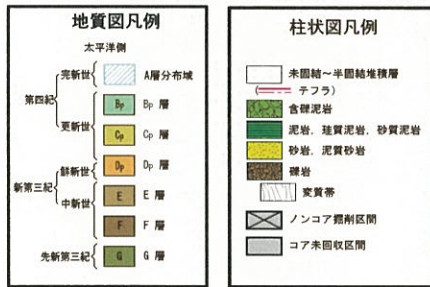 地質図凡例
太平洋側
完新世
A層分布域
第四紀
Bp
Bp 層
更新世
Cp
Cp 層
鮮新世
Dp
Dp 層
新第三紀
中新世
E
E 層
F
F 層
先新第三紀
G
G 層
柱状図凡例
未固結～半固結堆積層
(テフラ)
含礫泥岩
泥岩、珪質泥岩、砂質泥岩
砂岩、泥質砂岩
礫岩
変質帯
ノンコア掘削区間
コア未回収区間